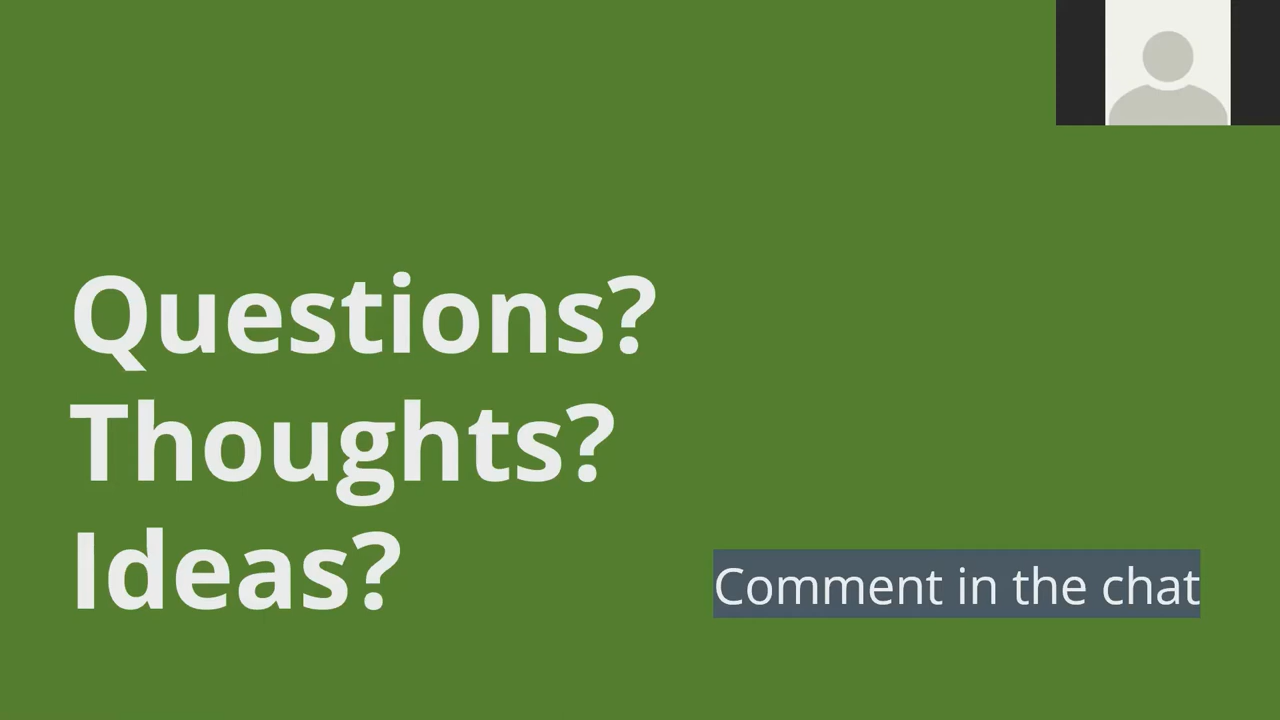 Questions?
Thoughts?
Ideas?
Comment in the chat